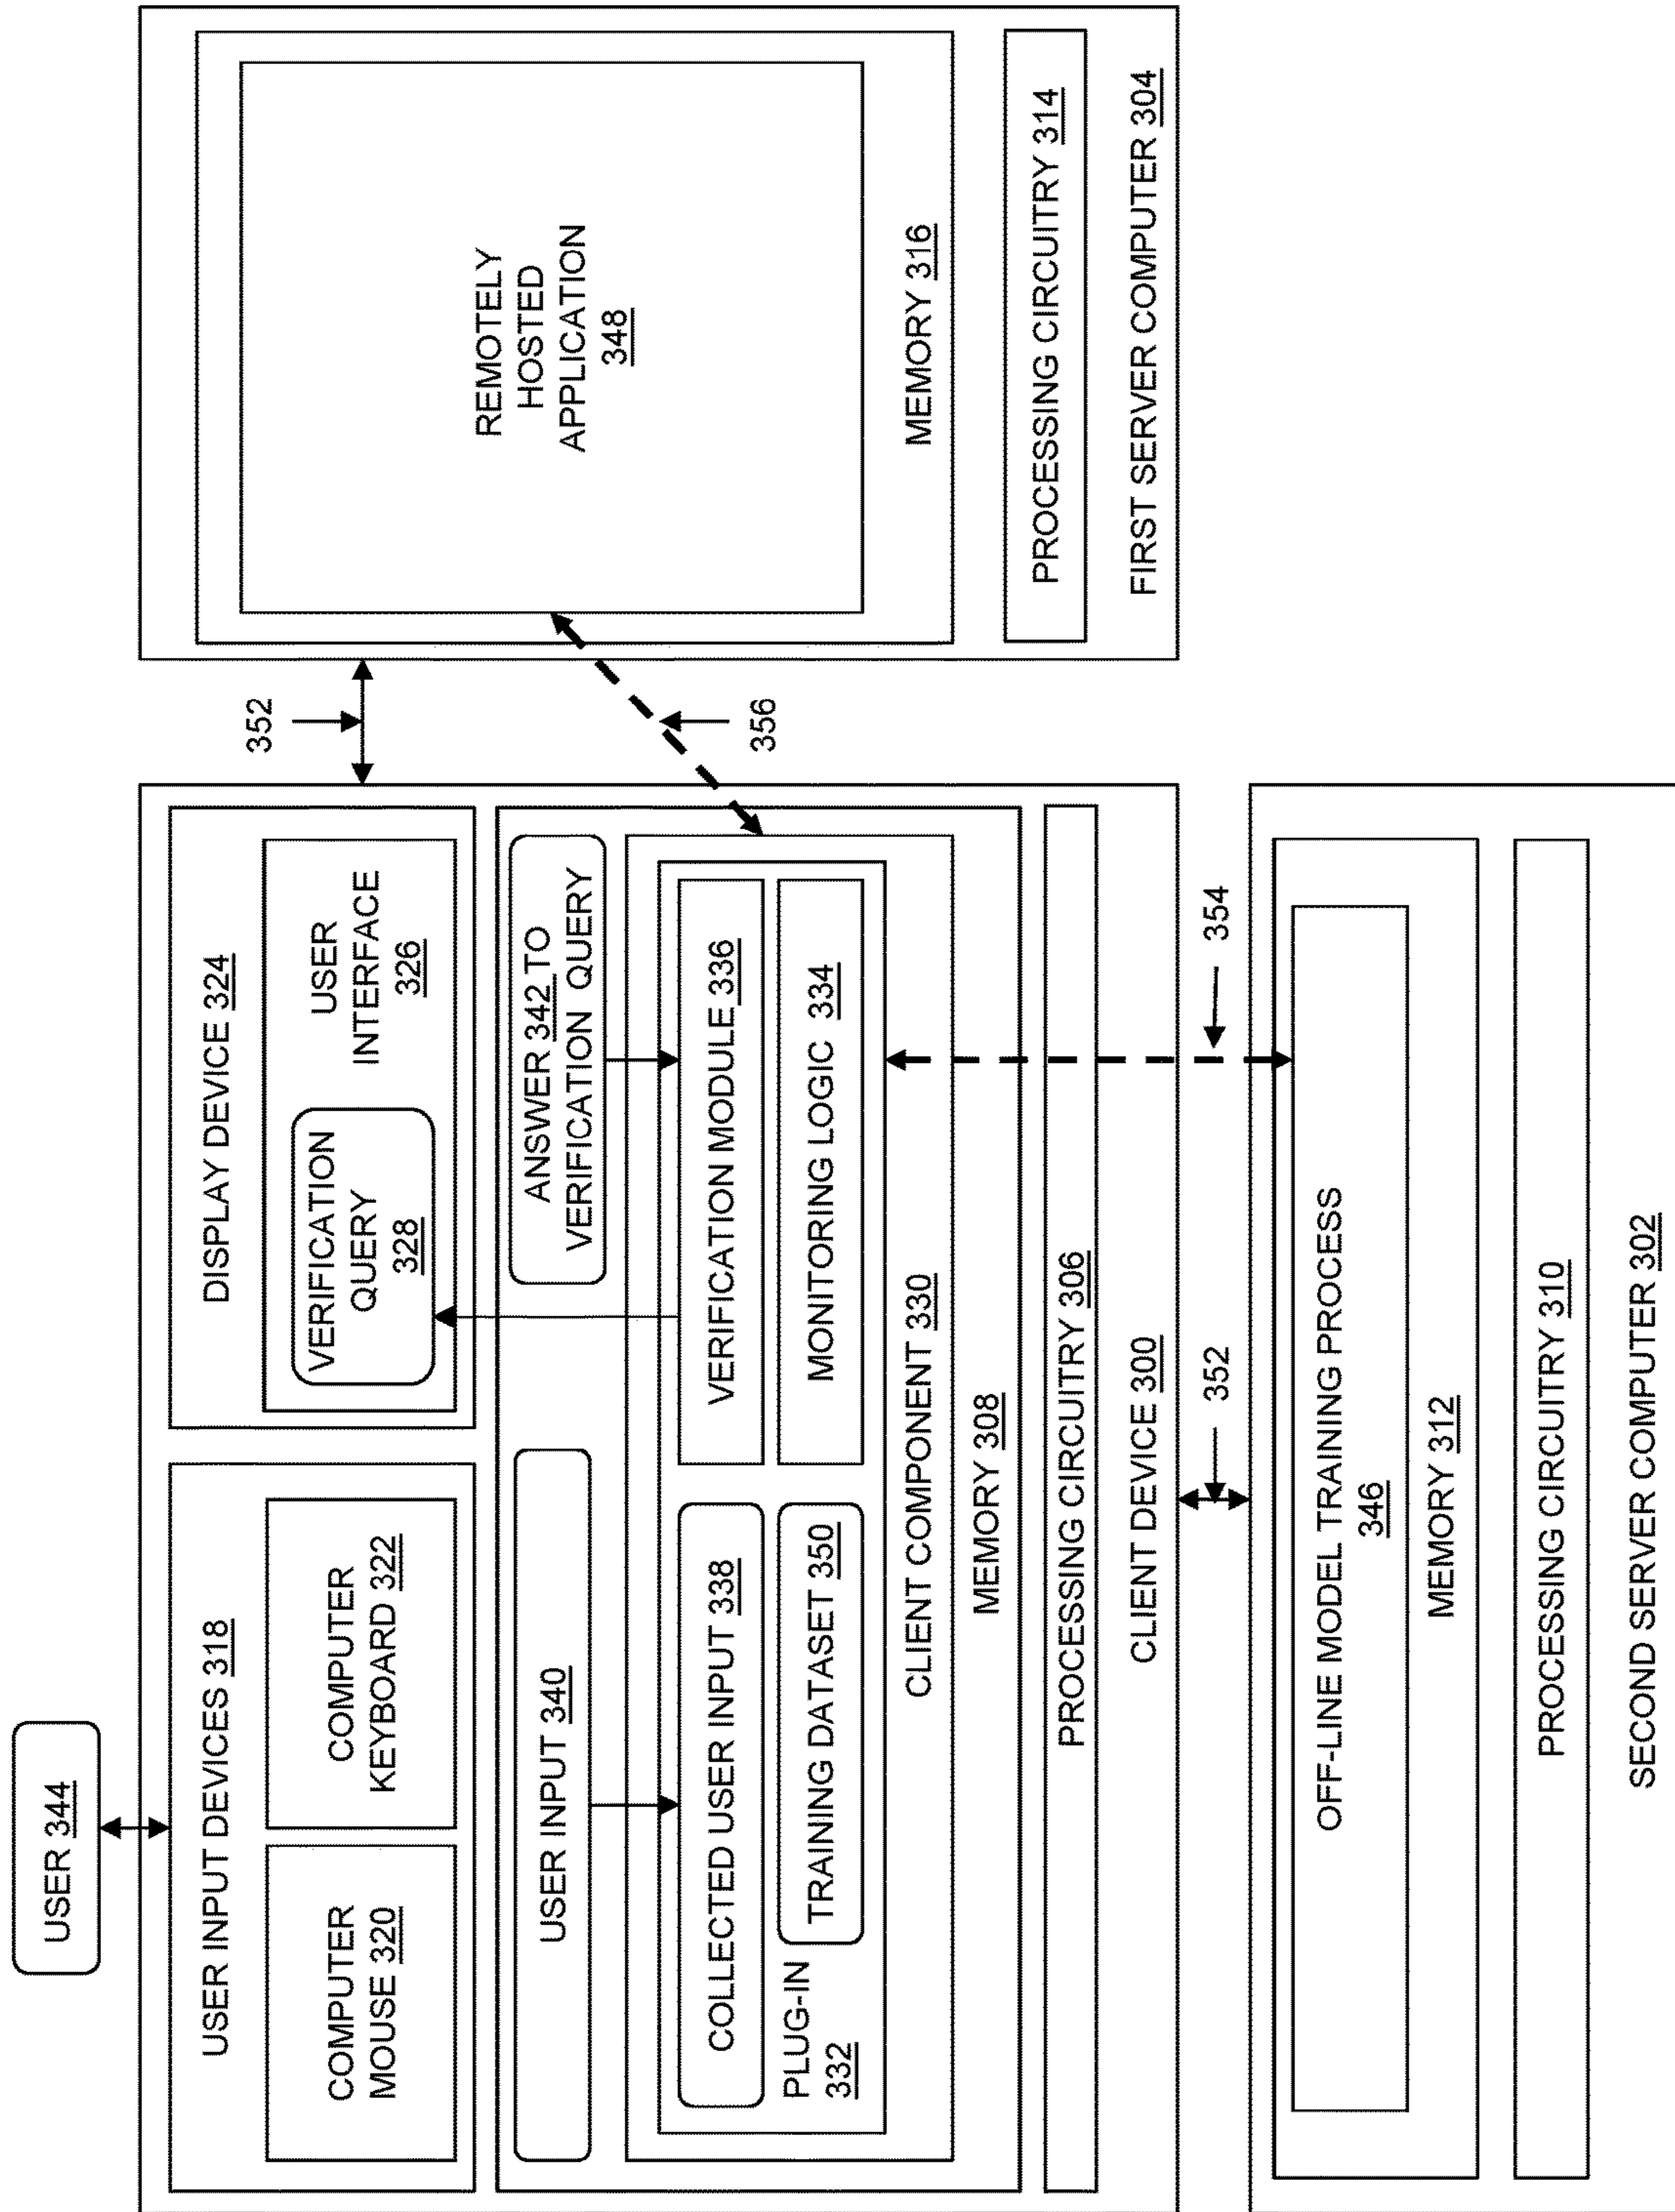 USER 344
USER INPUT DEVICES 318
COMPUTER
MOUSE 320
COMPUTER
KEYBOARD 322
DISPLAY DEVICE 324
VERIFICATION
QUERY
328
USER
INTERFACE
326
USER INPUT 340
ANSWER 342 TO
VERIFICATION QUERY
COLLECTED USER INPUT 338
VERIFICATION MODULE 336
PLUG-IN
332
TRAINING DATASET 350
MONITORING LOGIC 334
CLIENT COMPONENT 330
MEMORY 308
PROCESSING CIRCUITRY 306
CLIENT DEVICE 300
352
356
REMOTELY
HOSTED
APPLICATION
348
MEMORY 316
PROCESSING CIRCUITRY 314
FIRST SERVER COMPUTER 304
352
354
OFF-LINE MODEL TRAINING PROCESS
346
MEMORY 312
PROCESSING CIRCUITRY 310
SECOND SERVER COMPUTER 302